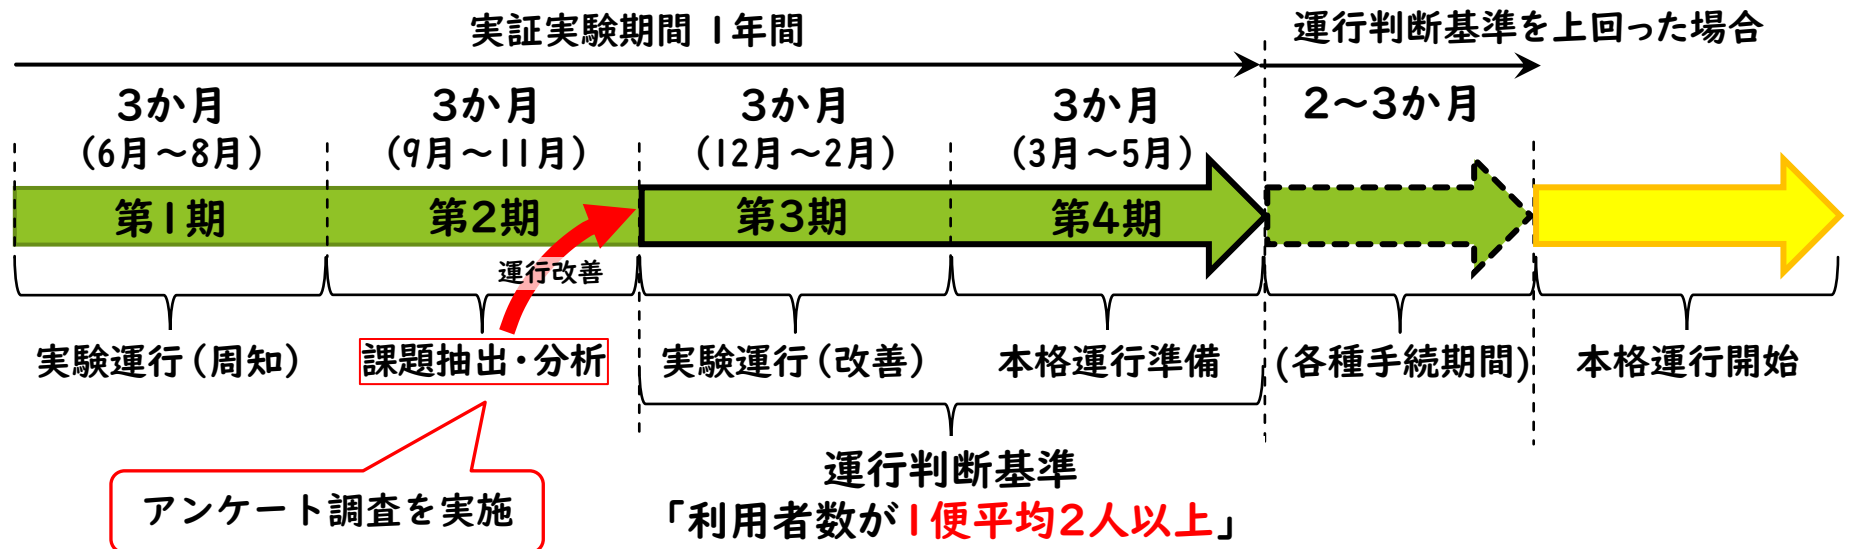 実証実験期間 1年間
運行判断基準を上回った場合
3か月
(6月～8月)
3か月
(9月～11月)
3か月
(12月～2月)
3か月
(3月～5月)
2～3か月
第1期
第2期
第3期
第4期
運行改善
実験運行(周知)
課題抽出・分析
実験運行(改善)
本格運行準備
(各種手続期間)
本格運行開始
アンケート調査を実施
運行判断基準
「利用者数が1便平均2人以上」